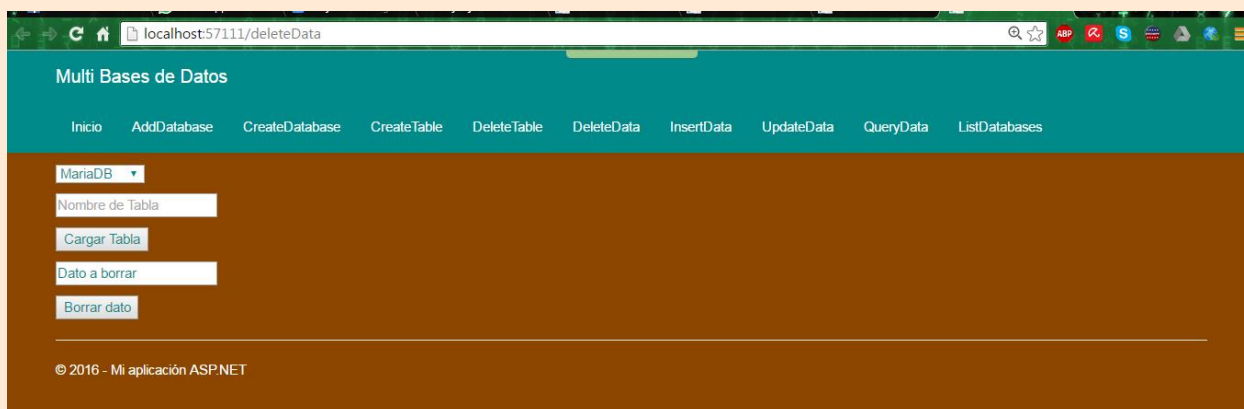 localhost:57111/deleteData
ABP
S
Multi Bases de Datos
Inicio AddDatabase CreateDatabase CreateTable DeleteTable DeleteData InsertData UpdateData QueryData ListDatabases
MariaDB
Nombre de Tabla
Cargar Tabla
Dato a borrar
Borrar dato
© 2016 - Mi aplicación ASP.NET